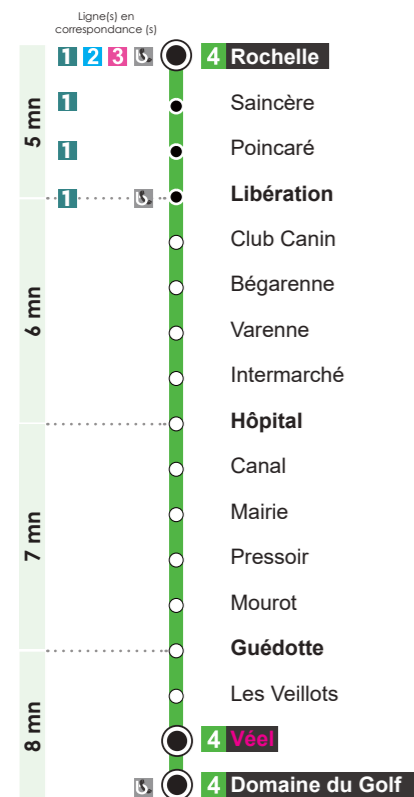 Ligne(s) en
correspondance (s)
1 2 3 4 Rochelle
5 mn
1 Saincère
1 Poincaré
1 Libération
6 mn
Club Canin
Bégarenne
Varenne
Intermarché
Hôpital
7 mn
Canal
Mairie
Pressoir
Mourot
Guédotte
8 mn
Les Veillots
4 Véel
4 Domaine du Golf